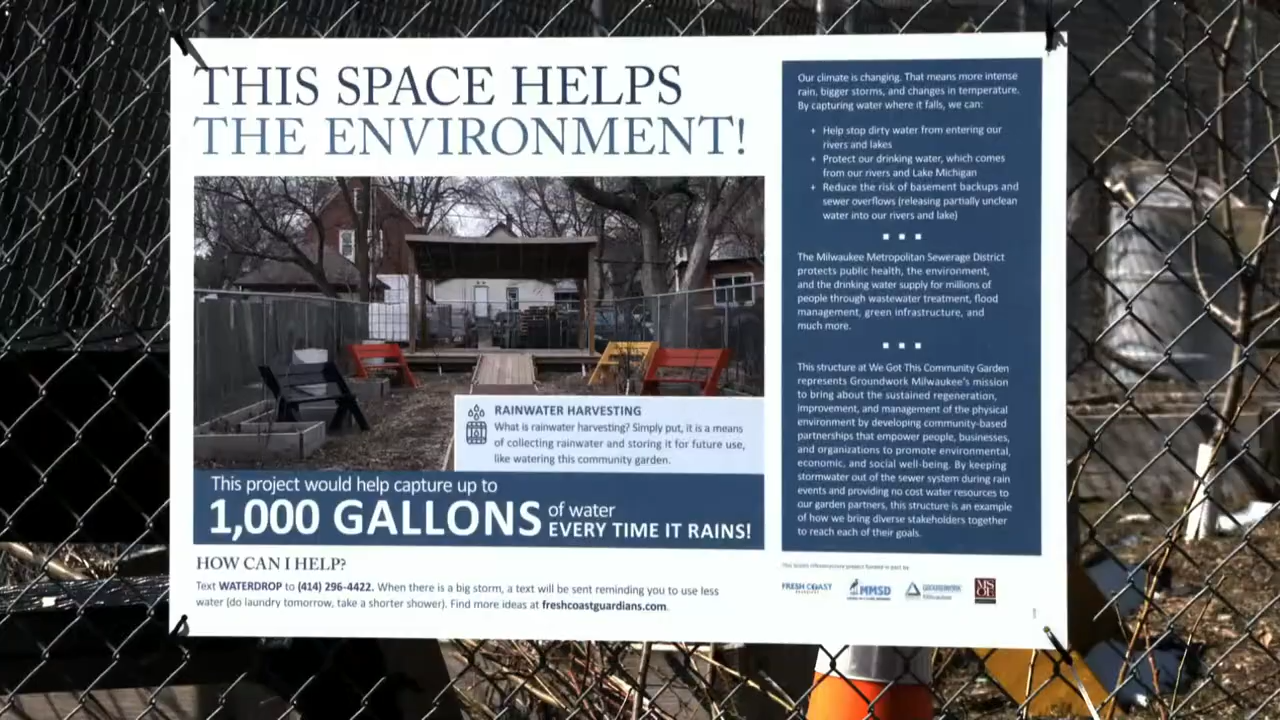 THIS SPACE HELPS
THE ENVIRONMENT!
RAINWATER HARVESTING
What is rainwater harvesting? Simply put, it is a means
of collecting rainwater and storing it for future use,
like watering this community garden.
This project would help capture up to
1,000 GALLONS of water
EVERY TIME IT RAINS!
HOW CAN I HELP?
Text WATERDROP to (414) 296-4422. When there is a big storm, a text will be sent reminding you to use less
water (do laundry tomorrow, take a shorter shower). Find more ideas at freshcoastguardians.com.
Our climate is changing. That means more intense
rain, bigger storms, and changes in temperature.
By capturing water where it falls, we can:
+ Help stop dirty water from entering our
rivers and lakes
+ Protect our drinking water, which comes
from our rivers and Lake Michigan
+ Reduce the risk of basement backups and
sewer overflows (releasing partially unclean
water into our rivers and lake)
The Milwaukee Metropolitan Sewerage District
protects public health, the environment,
and the drinking water supply for millions of
people through wastewater treatment, flood
management, green infrastructure, and
much more.
This structure at We Got This Community Garden
represents Groundwork Milwaukee's mission
to bring about the sustained regeneration,
improvement, and management of the physical
environment by developing community-based
partnerships that empower people, businesses,
and organizations to promote environmental,
economic, and social well-being. By keeping
stormwater out of the sewer system during rain
events and providing no cost water resources to
our garden partners, this structure is an example
of how we bring diverse stakeholders together
to reach each of their goals.
This Green Infrastructure project funded in part by:
FRESH COAST
GUARDIANS
MMSD
GROUNDWORK
Milwaukee
MS
OE